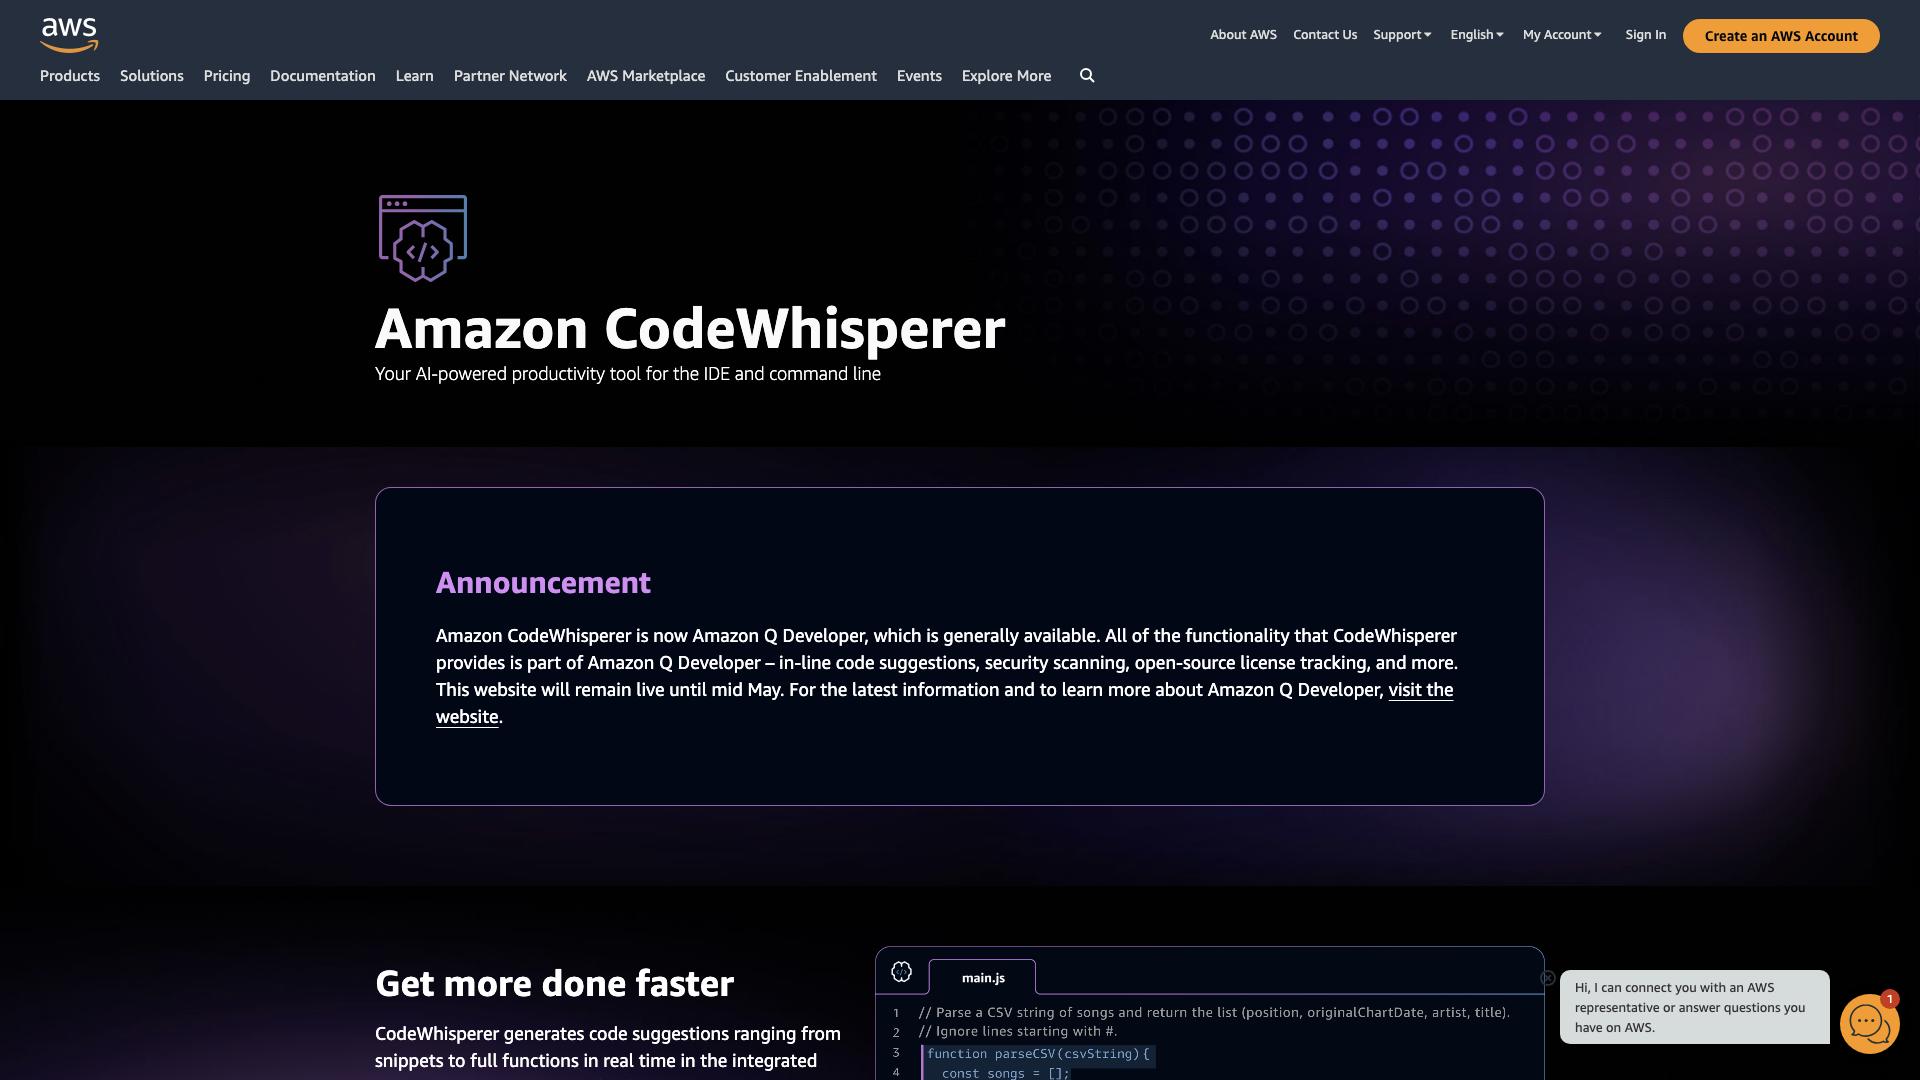 aws
About AWS Contact Us Support English My Account Sign In Create an AWS Account
Products Solutions Pricing Documentation Learn Partner Network AWS Marketplace Customer Enablement Events Explore More
</>
Amazon CodeWhisperer
Your AI-powered productivity tool for the IDE and command line
Announcement
Amazon CodeWhisperer is now Amazon Q Developer, which is generally available. All of the functionality that CodeWhisperer
provides is part of Amazon Q Developer – in-line code suggestions, security scanning, open-source license tracking, and more.
This website will remain live until mid May. For the latest information and to learn more about Amazon Q Developer, visit the
website.
Get more done faster
CodeWhisperer generates code suggestions ranging from
snippets to full functions in real time in the integrated
main.js
1 // Parse a CSV string of songs and return the list (position, originalChartDate, artist, title).
2 // Ignore lines starting with #.
3 function parseCSV(csvString) {
4 const songs = [];
Hi, I can connect you with an AWS
representative or answer questions you
have on AWS.
1